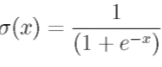 σ(x) = 1 / (1 + e^{-x})